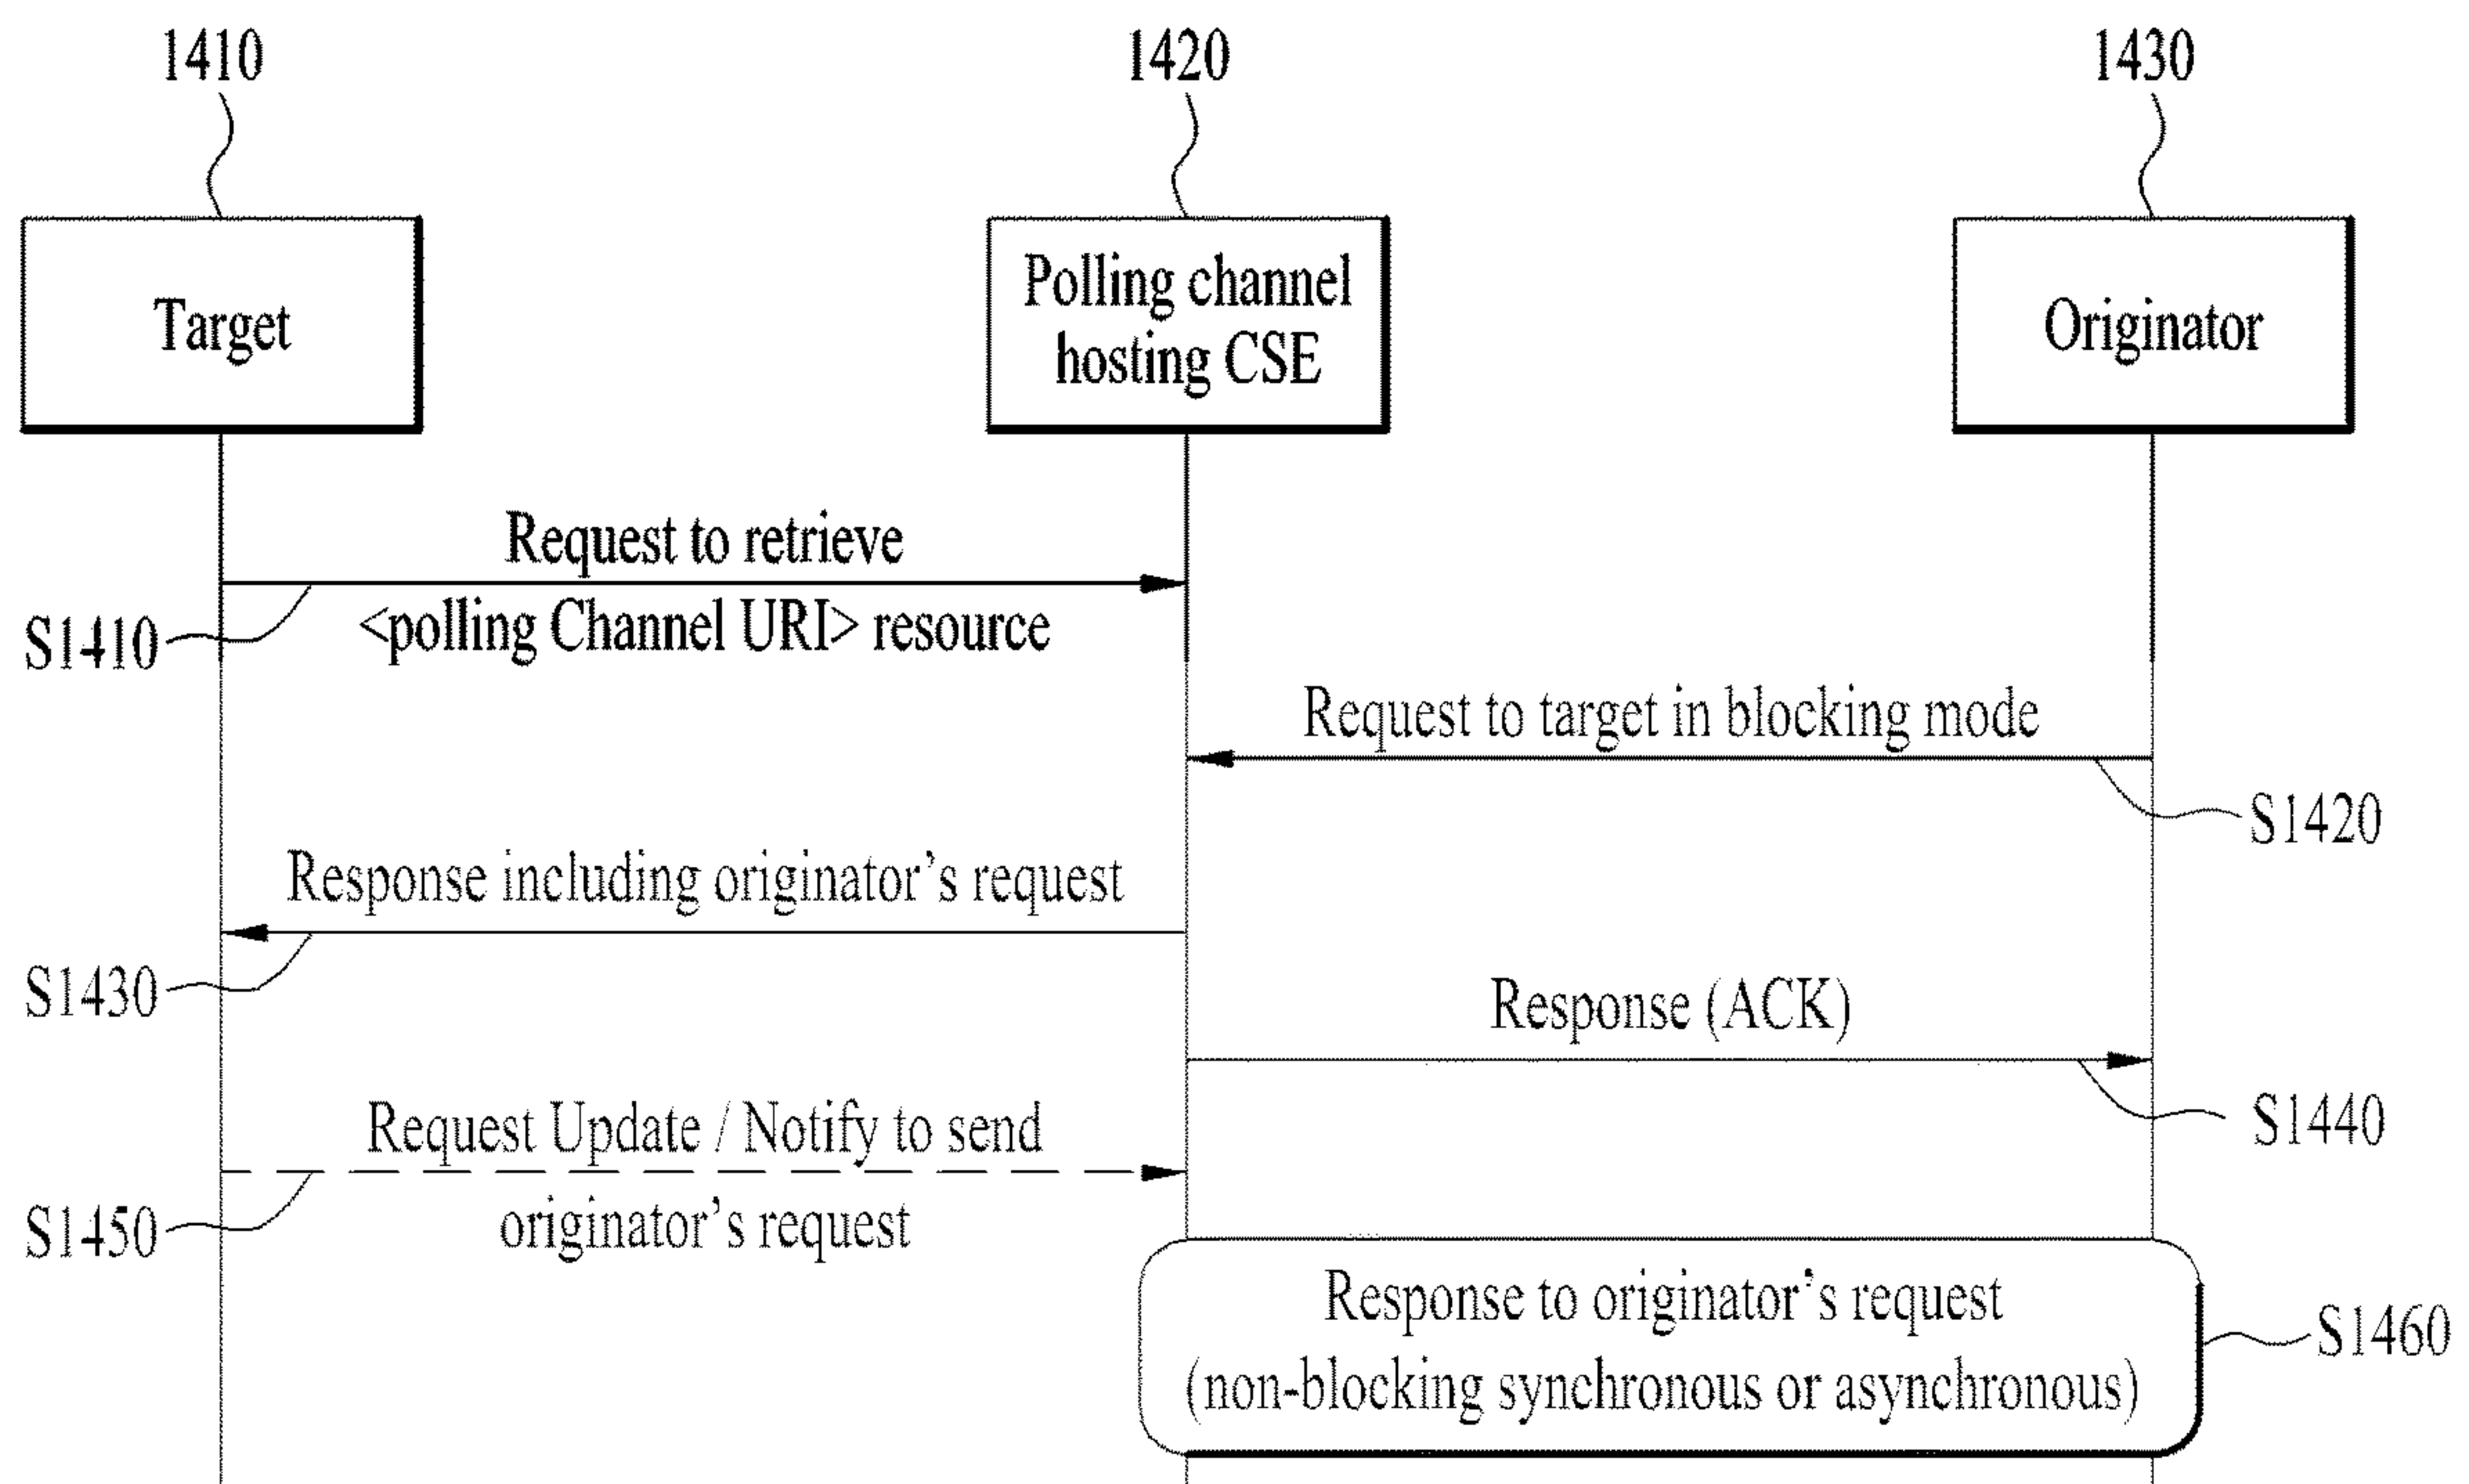 1410
1420
1430
Target
Polling channel
hosting CSE
Originator
Request to retrieve
<polling Channel URI> resource
S1410
Request to target in blocking mode
S1420
Response including originator's request
S1430
Response (ACK)
S1440
Request Update / Notify to send
originator's request
S1450
Response to originator's request
(non-blocking synchronous or asynchronous)
S1460